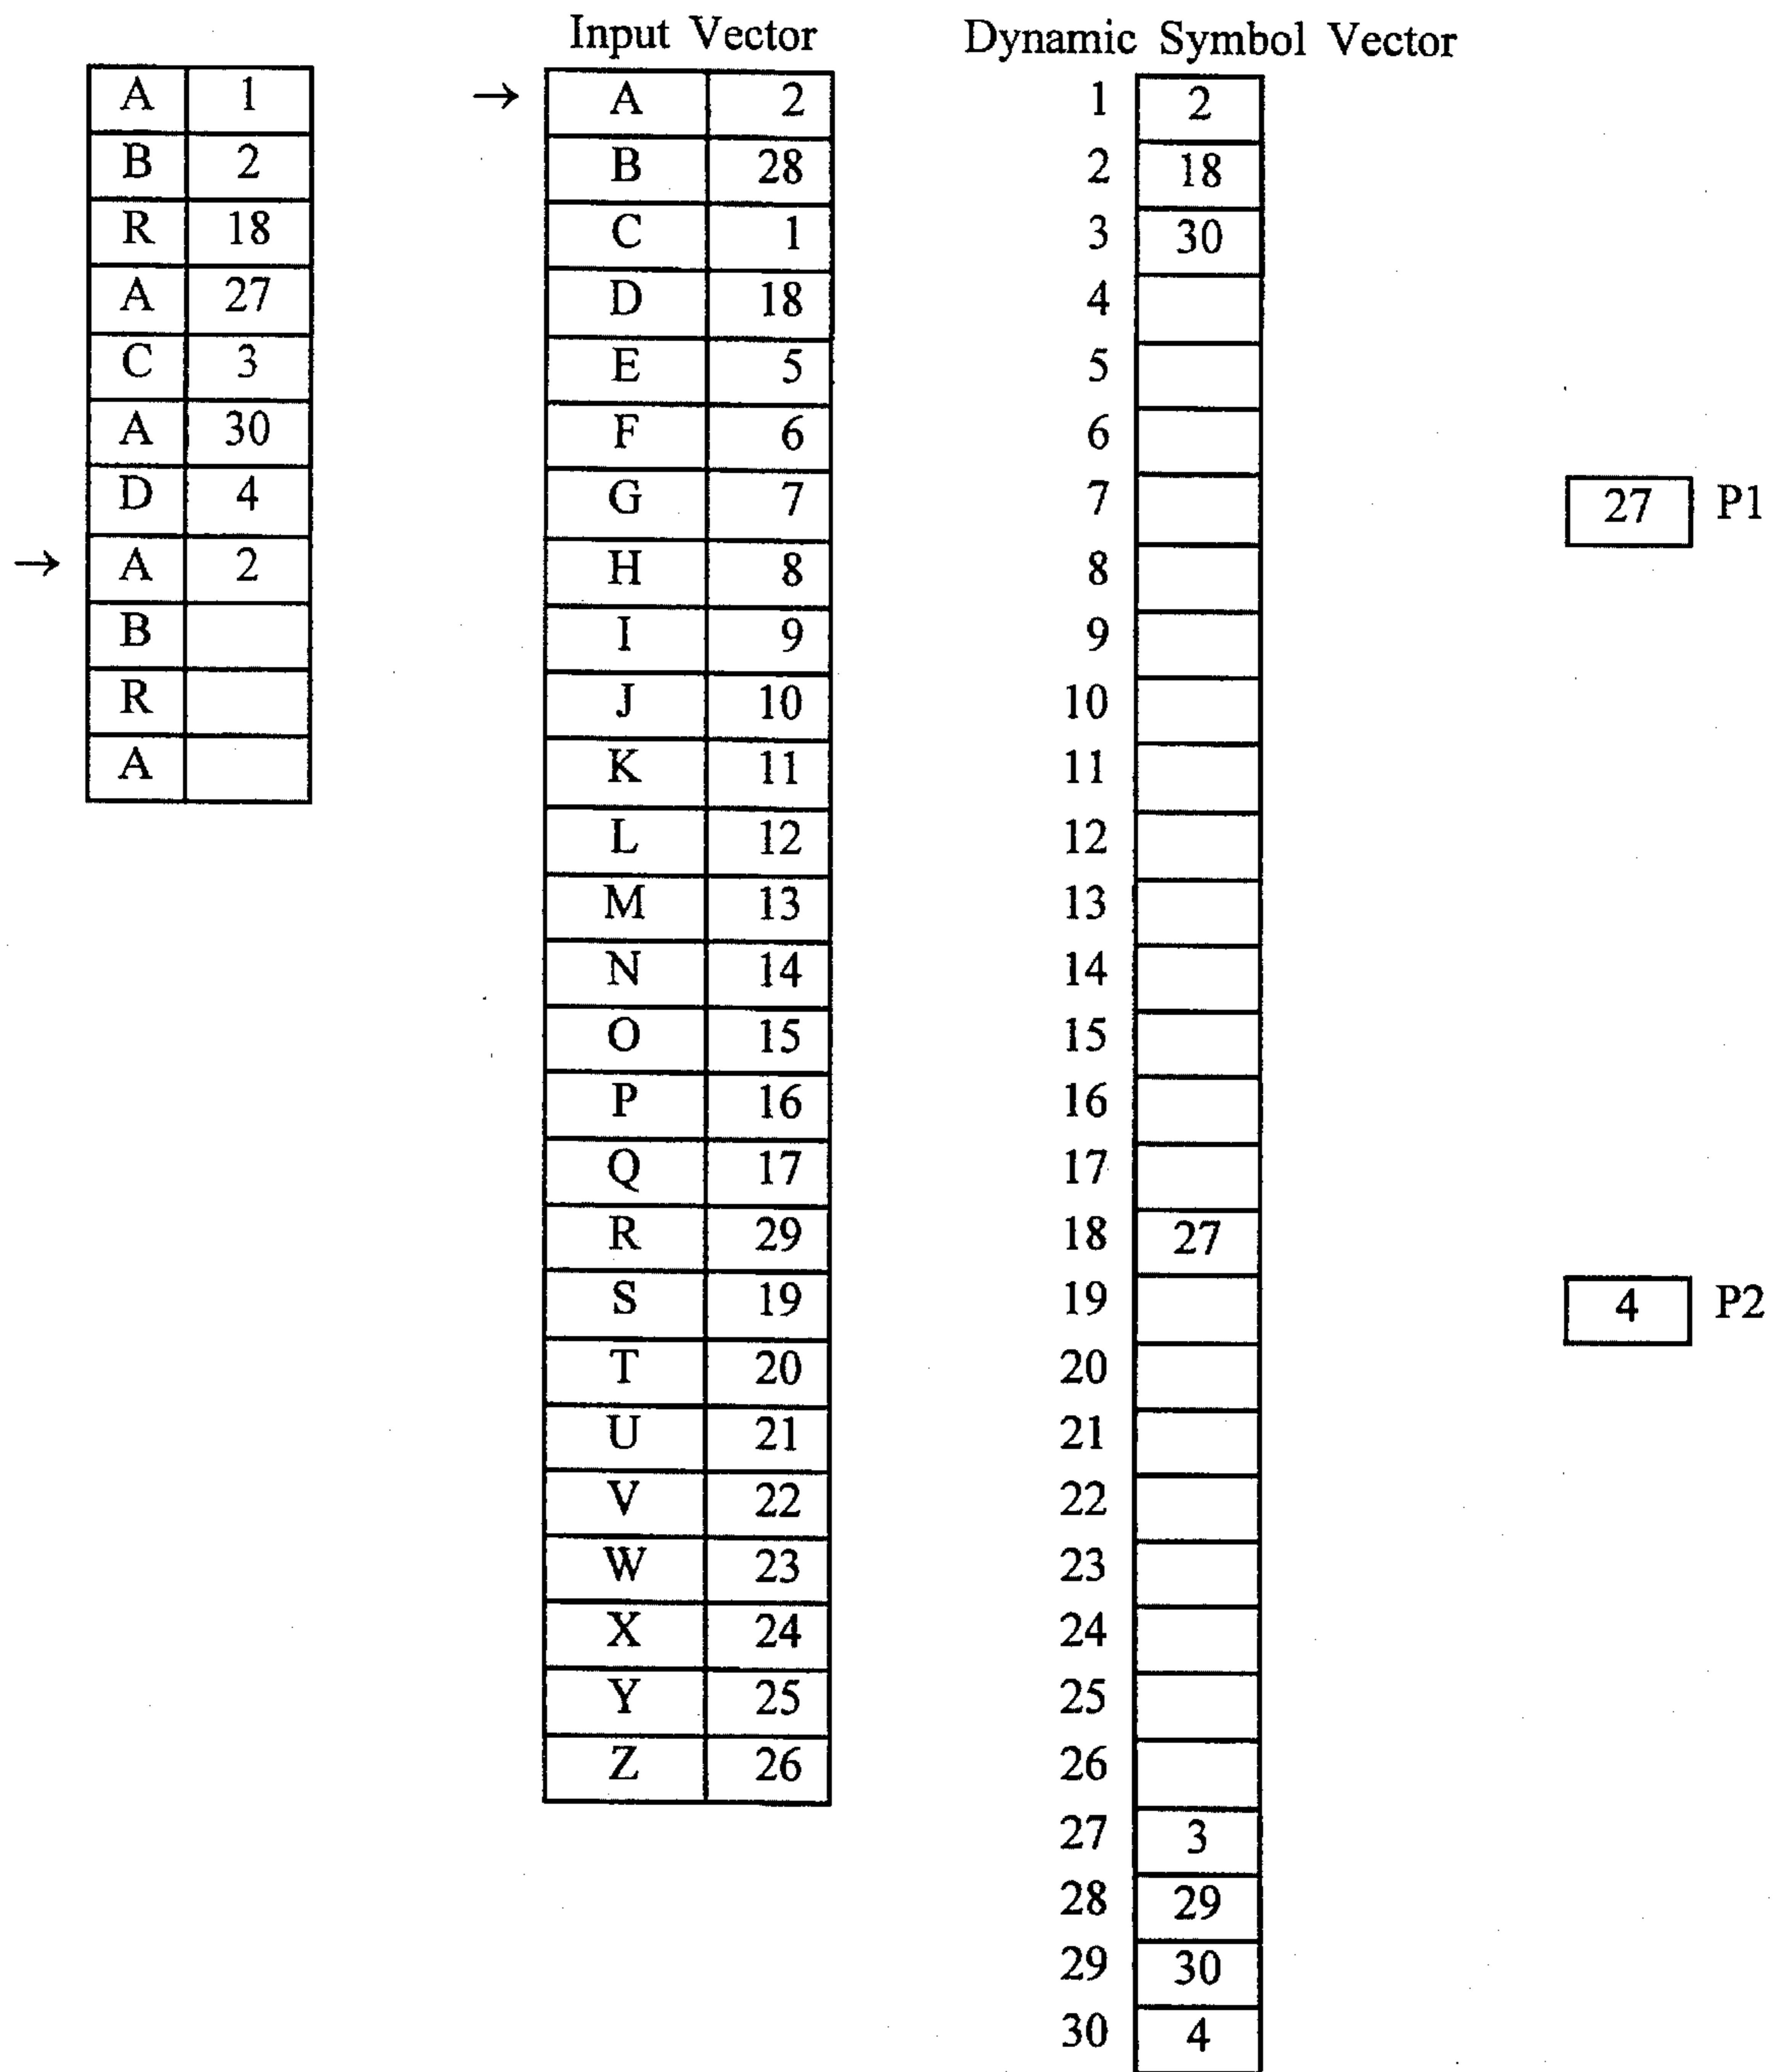 Input Vector Dynamic Symbol Vector
A 1 → A 2 1 2
B 2 B 28 2 18
R 18 C 1 3 30
A 27 D 18 4
C 3 E 5 5
A 30 F 6 6
D 4 G 7 7 27 P1
→ A 2 H 8 8
B I 9 9
R J 10 10
A K 11 11
L 12 12
M 13 13
N 14 14
O 15 15
P 16 16
Q 17 17
R 29 18 27
S 19 19 4 P2
T 20 20
U 21 21
V 22 22
W 23 23
X 24 24
Y 25 25
Z 26 26
27 3
28 29
29 30
30 4